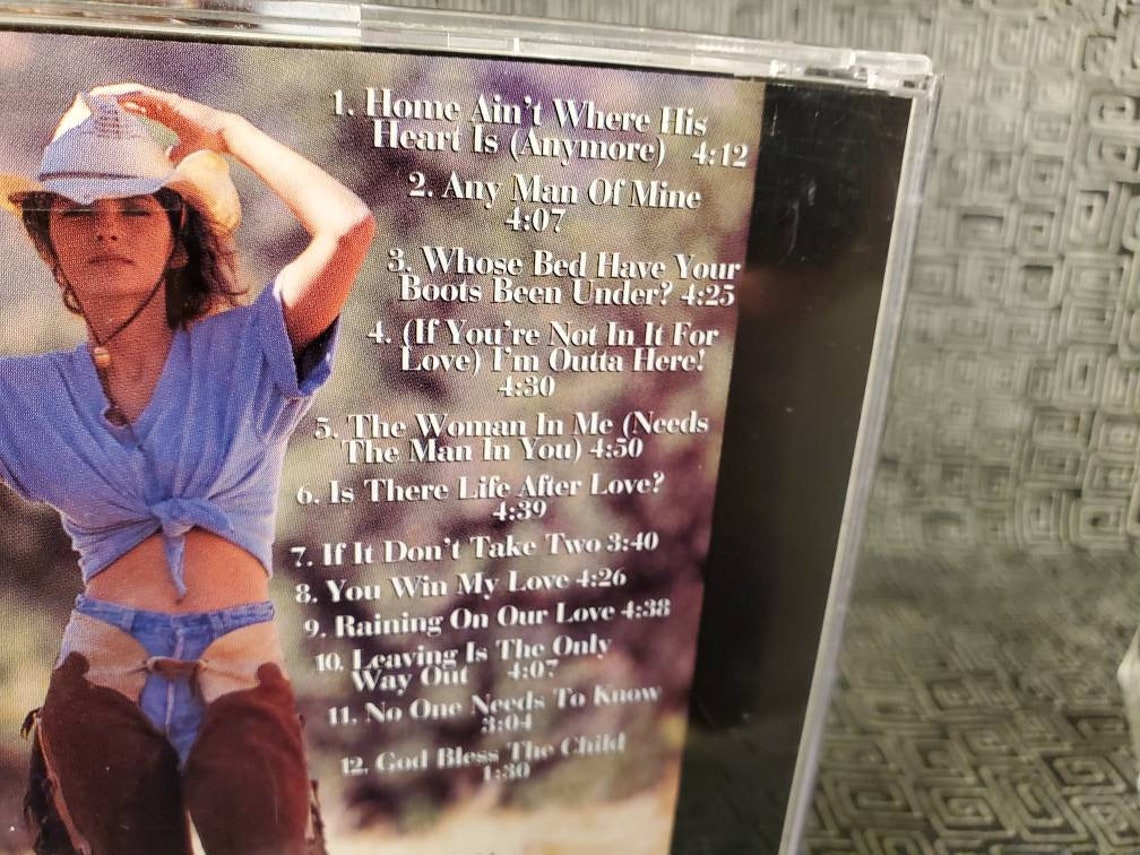 1. Home Ain't Where His
Heart Is (Anymore) 4:12
2. Any Man Of Mine
4:07
3. Whose Bed Have Your
Boots Been Under? 4:25
4. (If You're Not In It For
Love) I'm Outta Here!
4:30
5. The Woman In Me (Needs
The Man In You) 4:50
6. Is There Life After Love?
4:39
7. If It Don't Take Two 3:40
8. You Win My Love 4:26
9. Raining On Our Love 4:38
10. Leaving Is The Only
Way Out 4:07
11. No One Needs To Know
3:04
12. God Bless The Child
1:30